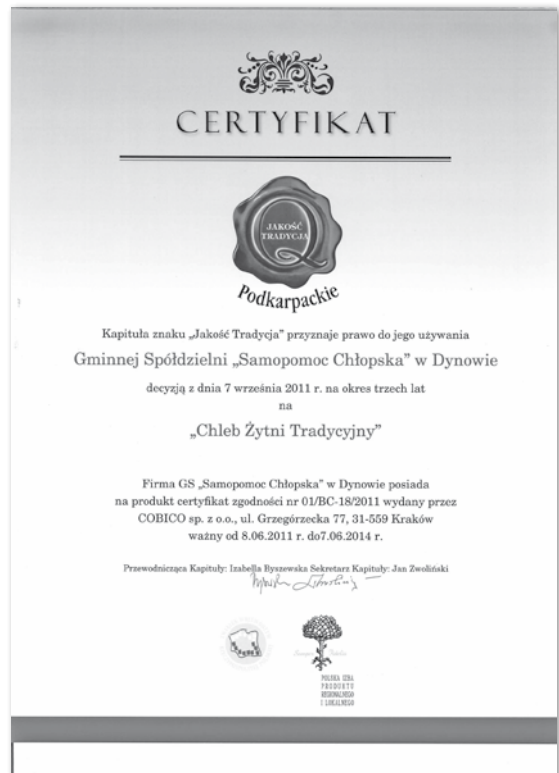 CERTYFIKAT
JAKOŚĆ
TRADYCJA
Podkarpackie
Kapituła znaku „Jakość Tradycja” przyznaje prawo do jego używania
Gminnej Spółdzielni „Samopomoc Chłopska” w Dynowie
decyzją z dnia 7 września 2011 r. na okres trzech lat
na
„Chleb Żytni Tradycyjny”
Firma GS „Samopomoc Chłopska” w Dynowie posiada
na produkt certyfikat zgodności nr 01/BC-18/2011 wydany przez
COBICO sp. z o.o., ul. Grzegórzecka 77, 31-559 Kraków
ważny od 8.06.2011 r. do7.06.2014 r.
Przewodnicząca Kapituły: Izabella Byszewska Sekretarz Kapituły: Jan Zwoliński
POLSKA IZBA
PRODUKTU
REGIONALNEGO
I LOKALNEGO